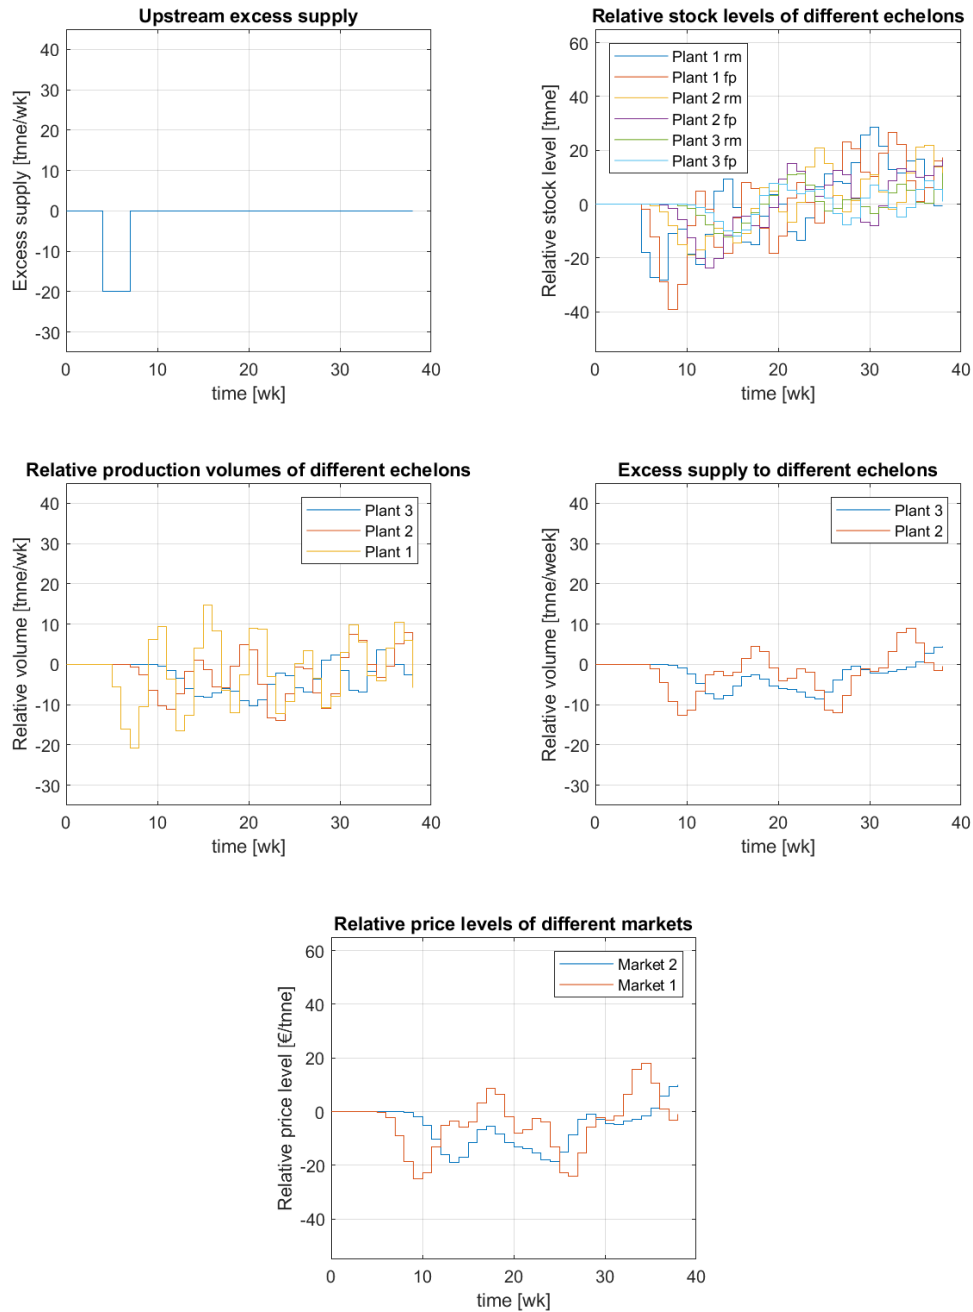 Upstream excess supply
Excess supply [tnne/wk]
40
30
20
10
0
-10
-20
-30
0 10 20 30 40
time [wk]
Relative stock levels of different echelons
Relative stock level [tnne]
60
40
20
0
-20
-40
Plant 1 rm
Plant 1 fp
Plant 2 rm
Plant 2 fp
Plant 3 rm
Plant 3 fp
0 10 20 30 40
time [wk]
Relative production volumes of different echelons
Relative volume [tnne/wk]
40
30
20
10
0
-10
-20
-30
Plant 3
Plant 2
Plant 1
0 10 20 30 40
time [wk]
Excess supply to different echelons
Relative volume [tnne/week]
40
30
20
10
0
-10
-20
-30
Plant 3
Plant 2
0 10 20 30 40
time [wk]
Relative price levels of different markets
Relative price level [€/tnne]
60
40
20
0
-20
-40
Market 2
Market 1
0 10 20 30 40
time [wk]